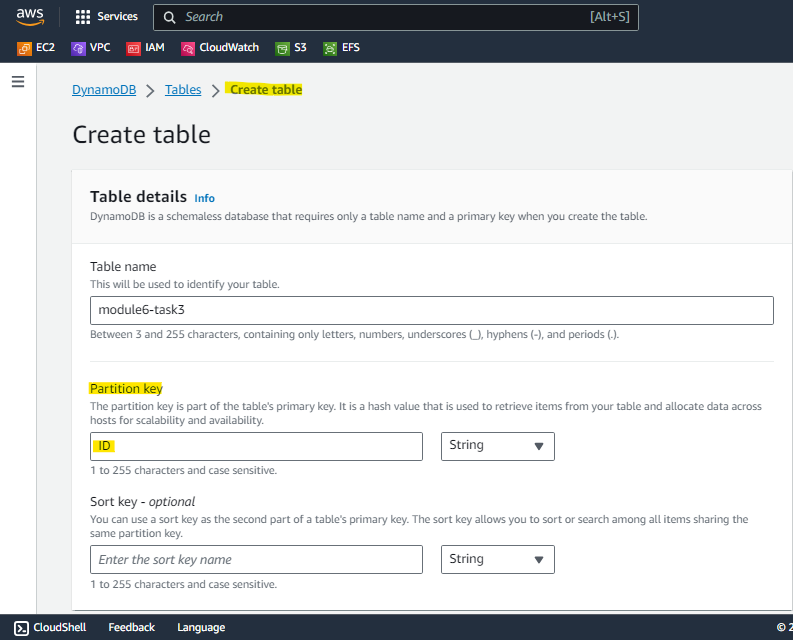 aws
Services
Search
[Alt+S]
EC2 VPC IAM CloudWatch S3 EFS
DynamoDB > Tables > Create table
Create table
Table details Info
DynamoDB is a schemaless database that requires only a table name and a primary key when you create the table.
Table name
This will be used to identify your table.
module6-task3
Between 3 and 255 characters, containing only letters, numbers, underscores (_), hyphens (-), and periods (.).
Partition key
The partition key is part of the table's primary key. It is a hash value that is used to retrieve items from your table and allocate data across
hosts for scalability and availability.
ID
String
1 to 255 characters and case sensitive.
Sort key - optional
You can use a sort key as the second part of a table's primary key. The sort key allows you to sort or search among all items sharing the
same partition key.
Enter the sort key name
String
1 to 255 characters and case sensitive.
CloudShell Feedback Language
©